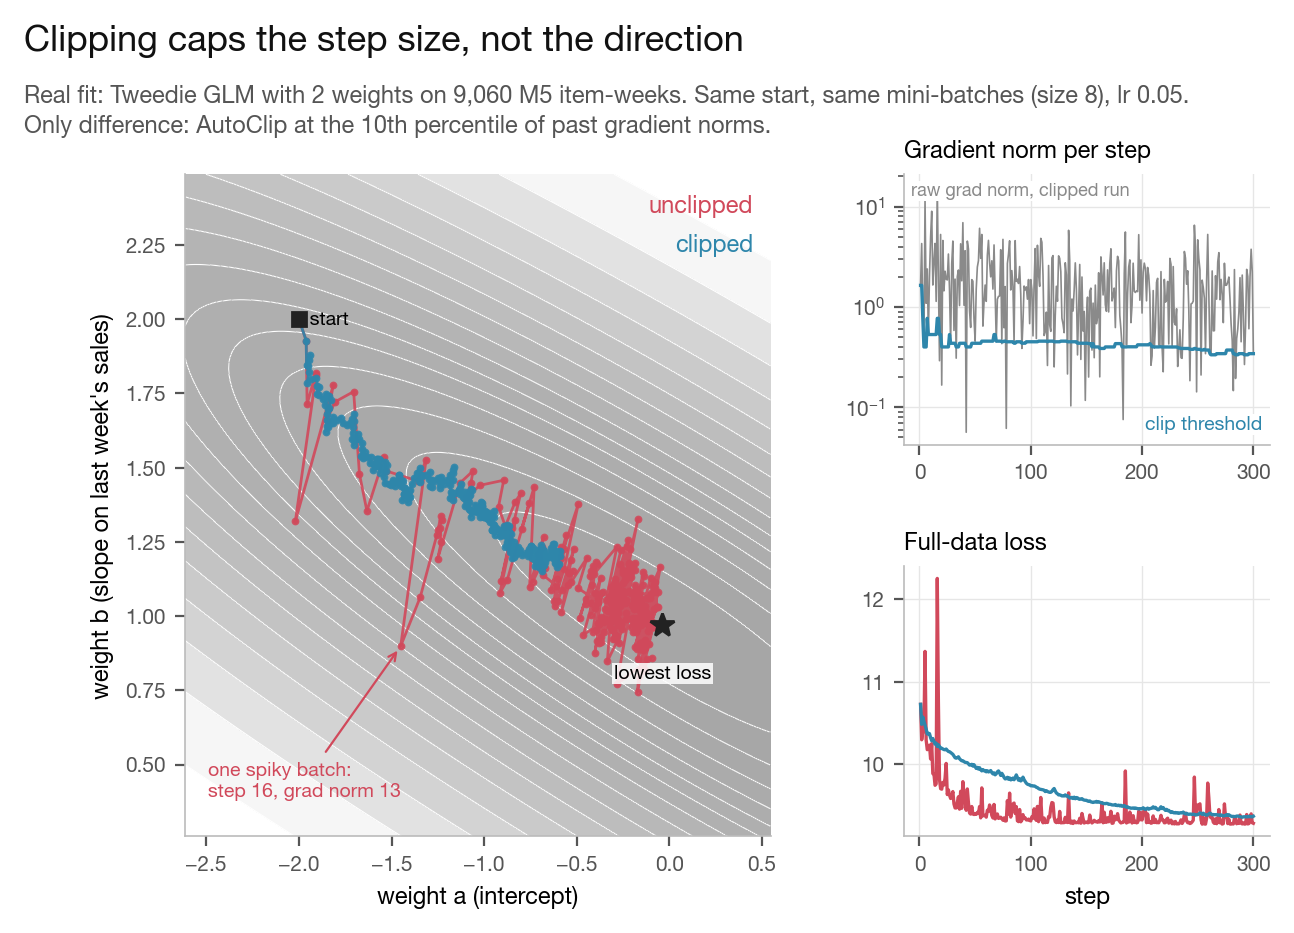 Clipping caps the step size, not the direction
Real fit: Tweedie GLM with 2 weights on 9,060 M5 item-weeks. Same start, same mini-batches (size 8), lr 0.05.
Only difference: AutoClip at the 10th percentile of past gradient norms.
unclipped
clipped
start
lowest loss
one spiky batch:
step 16, grad norm 13
2.25
2.00
1.75
1.50
1.25
1.00
0.75
0.50
−2.5
−2.0
−1.5
−1.0
−0.5
0.0
0.5
weight a (intercept)
weight b (slope on last week's sales)
Gradient norm per step
raw grad norm, clipped run
clip threshold
10¹
10⁰
10⁻¹
0
100
200
300
Full-data loss
12
11
10
0
100
200
300
step